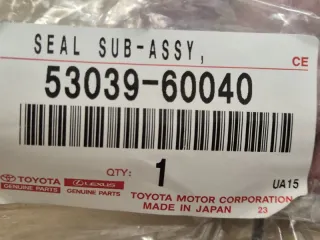 SEAL SUB-ASSY,
CE
53039-60040
TOYOTA
GENUINE PARTS
LEXUS
GENUINE PARTS
QTY: 1
UA15
TOYOTA MOTOR CORPORATION
MADE IN JAPAN 23